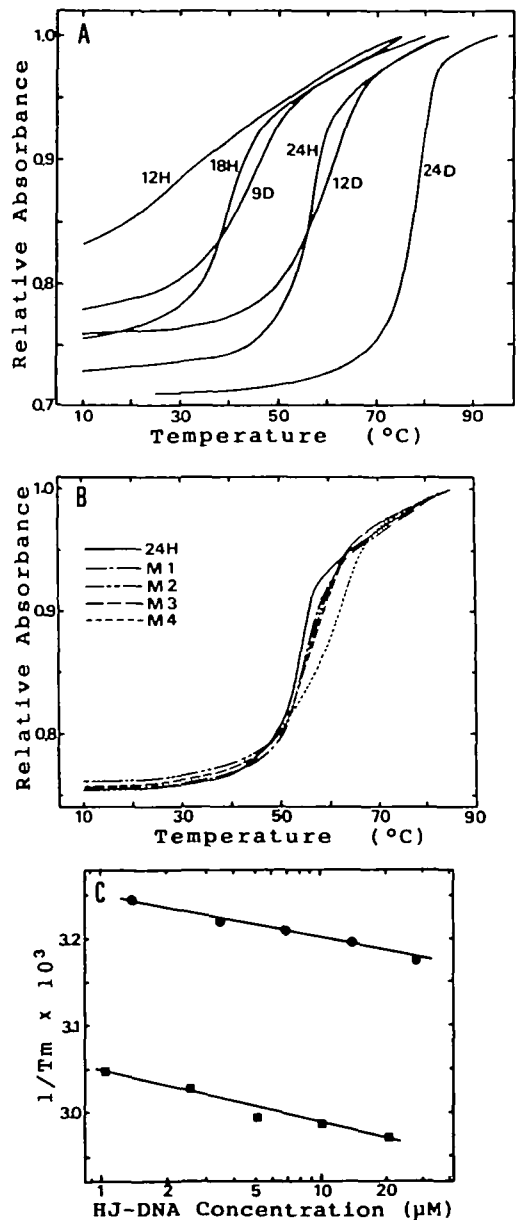 A
Relative Absorbance
1.0
0.9
0.8
0.7
12H
18H
9D
24H
12D
24D
10 30 50 70 90
Temperature (°C)
B
Relative Absorbance
1.0
0.9
0.8
24H
M1
M2
M3
M4
10 30 50 70 90
Temperature (°C)
C
1/Tm x 10³
3.2
3.1
3.0
1 2 5 10 20
HJ-DNA Concentration (µM)